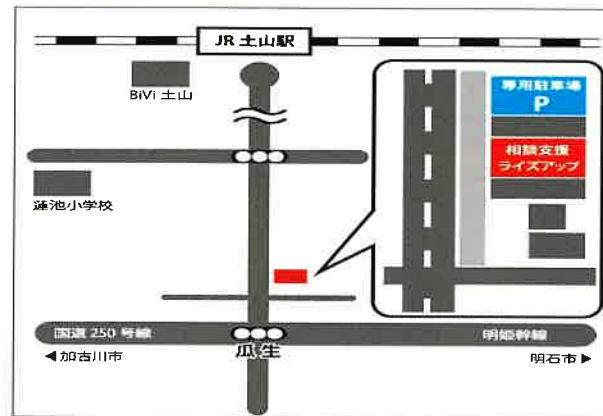 JR 土山駅
BiVi 土山
専用駐車場
P
相談支援
ライズアップ
蓮池小学校
国道 250 号線
明姫幹線
瓜生
◀加古川市
明石市▶